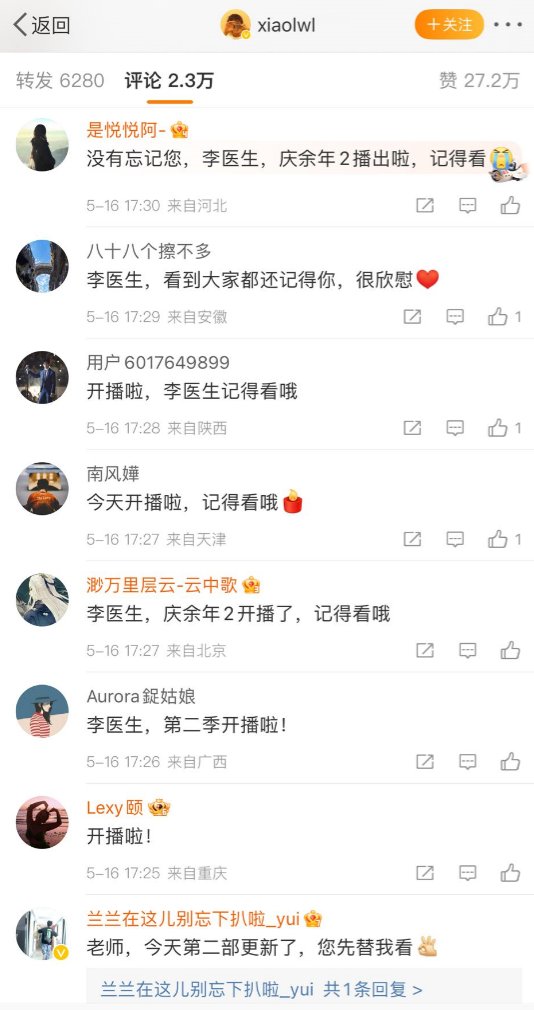 返回
xiaolwl
+关注
转发 6280 评论 2.3万 赞 27.2万
是悦悦阿-
没有忘记您，李医生，庆余年2播出啦，记得看
5-16 17:30 来自河北
八十八个擦不多
李医生，看到大家都还记得你，很欣慰
5-16 17:29 来自安徽
1
用户6017649899
开播啦，李医生记得看哦
5-16 17:28 来自陕西
1
南风嬅
今天开播啦，记得看哦
5-16 17:27 来自天津
1
渺万里层云-云中歌
李医生，庆余年2开播了，记得看哦
5-16 17:27 来自北京
Aurora鋜姑娘
李医生，第二季开播啦！
5-16 17:26 来自广西
Lexy颐
开播啦！
5-16 17:25 来自重庆
兰兰在这儿别忘下扒啦_yui
老师，今天第二部更新了，您先替我看
兰兰在这儿别忘下扒啦_yui 共1条回复 >